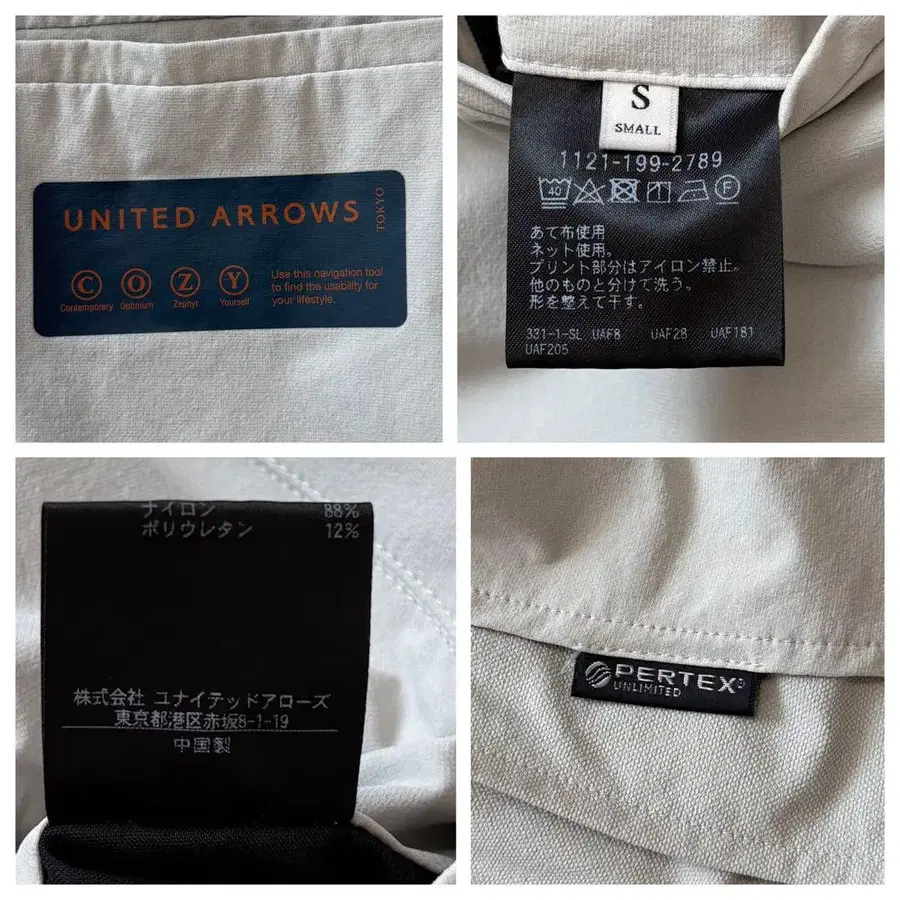 UNITED ARROWS
TOKYO
C O Z Y
Contemporary Optimum Zephyr Yourself
Use this navigation tool
to find the usability for
your lifestyle.
S
SMALL
1121-199-2789
40 F
あて布使用
ネット使用。
プリント部分はアイロン禁止。
他のものと分けて洗う。
形を整えて干す。
331-1-SL UAF8 UAF28 UAF181
UAF205
ナイロン 88%
ポリウレタン 12%
株式会社 ユナイテッドアローズ
東京都港区赤坂8-1-19
中国製
PERTEX®
UNLIMITED